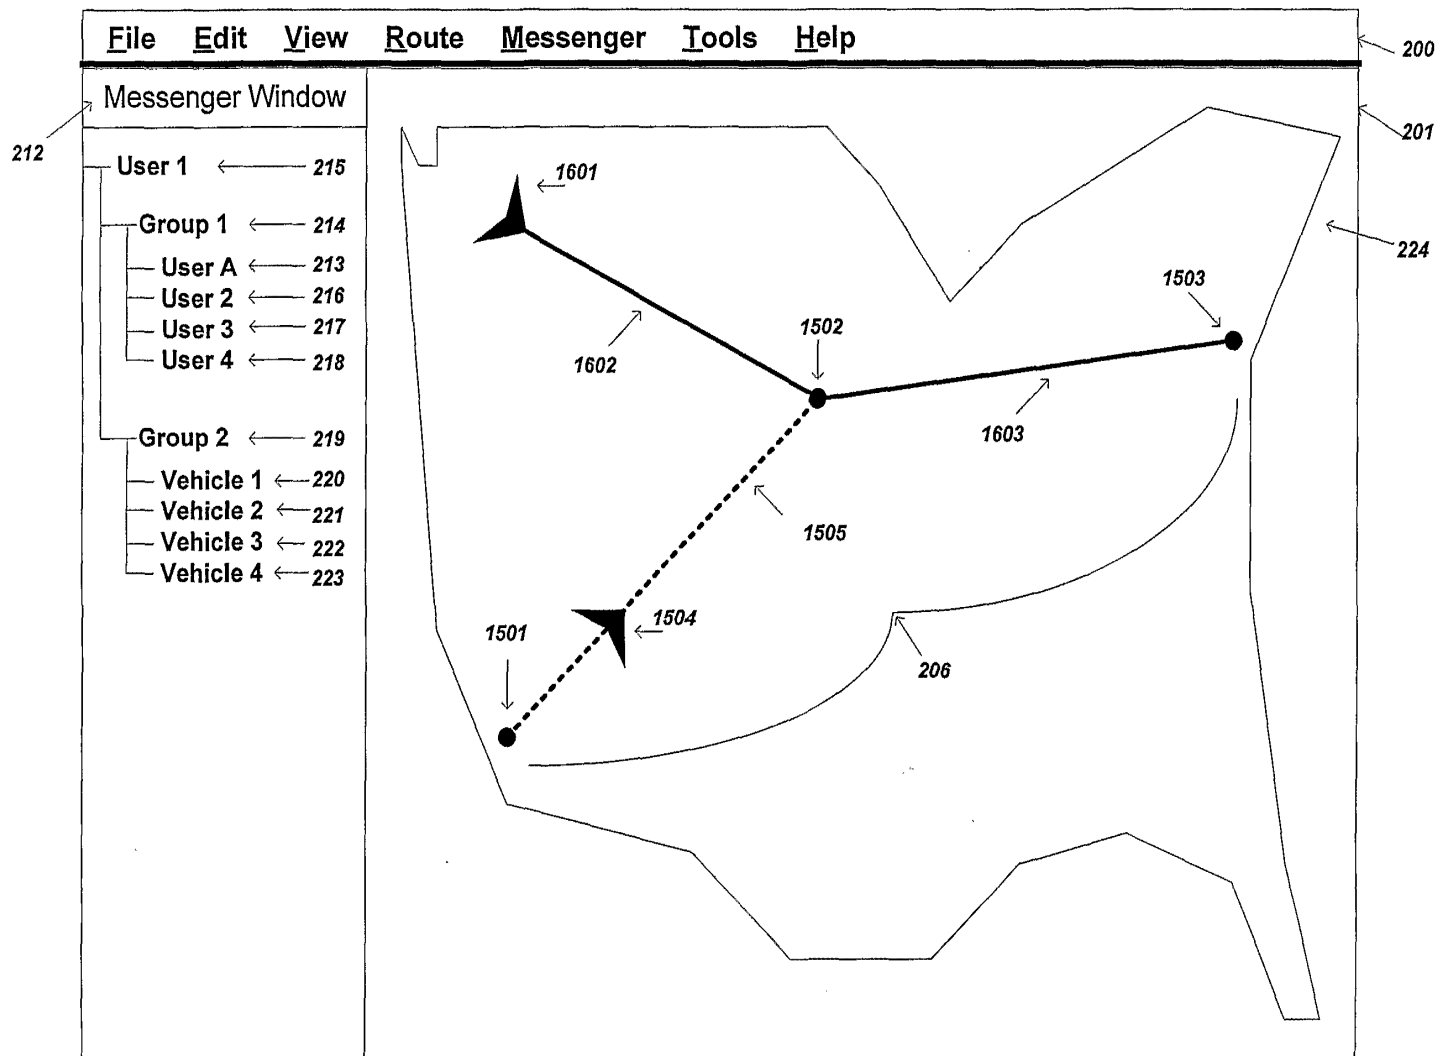 File Edit View Route Messenger Tools Help
200
Messenger Window
201
212
User 1 215
1601
Group 1 214
224
User A 213
1503
User 2 216
User 3 217
1502
User 4 218
1602
1603
Group 2 219
Vehicle 1 220
Vehicle 2 221
1505
Vehicle 3 222
Vehicle 4 223
1504
1501
206